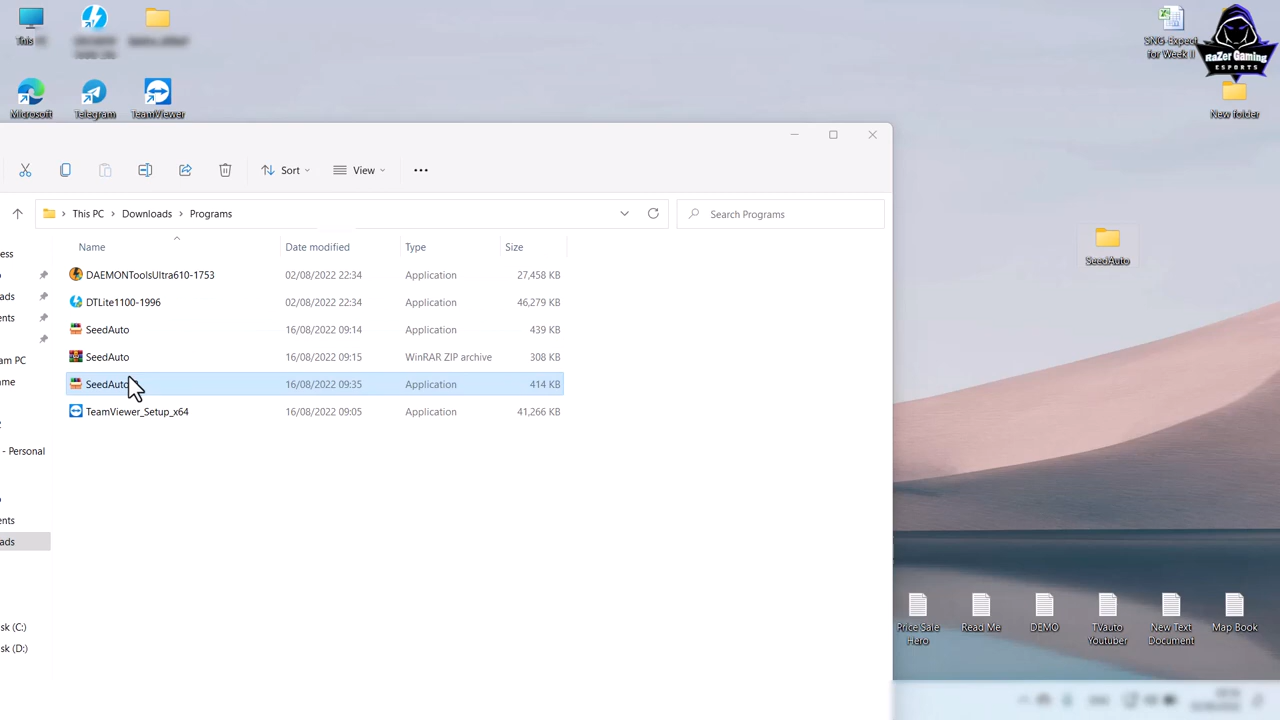 This
Microsoft
Telegram
TeamViewer
SNG-Expect
for Week II
RaZer Gaming
ESPORTS
New folder
Sort
View
This PC > Downloads > Programs
Search Programs
Name
Date modified
Type
Size
DAEMONToolsUltra610-1753 02/08/2022 22:34 Application 27,458 KB
DTLite1100-1996 02/08/2022 22:34 Application 46,279 KB
SeedAuto 16/08/2022 09:14 Application 439 KB
SeedAuto 16/08/2022 09:15 WinRAR ZIP archive 308 KB
SeedAuto 16/08/2022 09:35 Application 414 KB
TeamViewer_Setup_x64 16/08/2022 09:05 Application 41,266 KB
ess
ads
ents
am PC
ame
- Personal
ents
ads
sk (C:)
sk (D:)
SeedAuto
Price Sale
Hero
Read Me
DEMO
TVauto
Youtuber
New Text
Document
Map Book